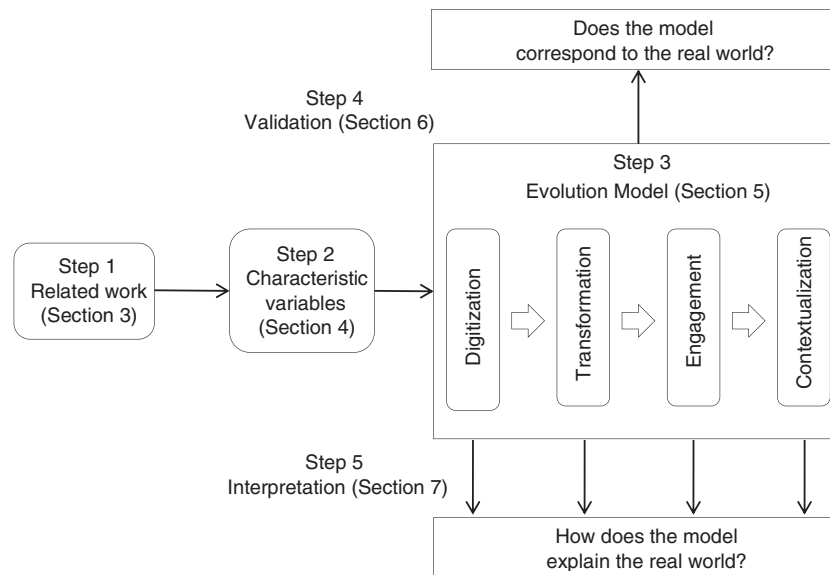 Does the model
correspond to the real world?
Step 4
Validation (Section 6)
Step 3
Evolution Model (Section 5)
Step 1
Related work
(Section 3)
Step 2
Characteristic
variables
(Section 4)
Digitization
Transformation
Engagement
Contextualization
Step 5
Interpretation (Section 7)
How does the model
explain the real world?